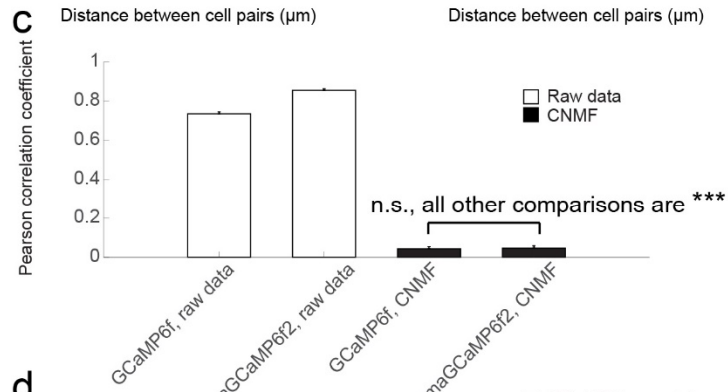 c
Distance between cell pairs (μm)
Distance between cell pairs (μm)
Pearson correlation coefficient
1
0.8
0.6
0.4
0.2
0
Raw data
CNMF
n.s., all other comparisons are ***
GCaMP6f, raw data
aGCaMP6f2, raw data
GCaMP6f, CNMF
maGCaMP6f2, CNMF
d